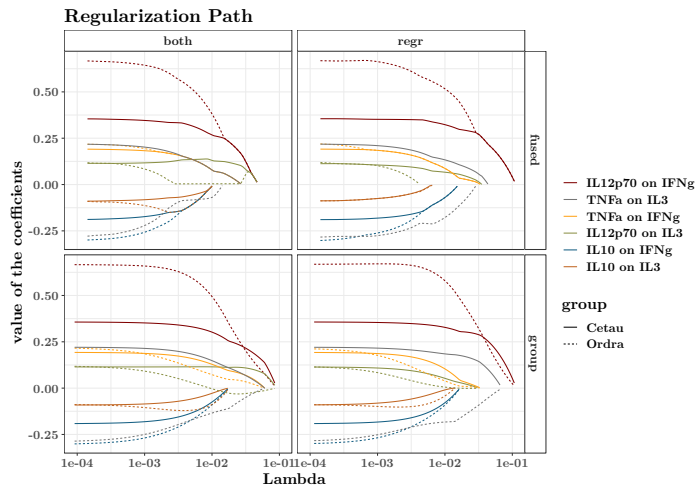 Regularization Path
both
regr
0.50
0.25
0.00
-0.25
fused
0.50
0.25
0.00
-0.25
group
value of the coefficients
1e-04
1e-03
1e-02
1e-01
1e-04
1e-03
1e-02
1e-01
Lambda
IL12p70 on IFNg
TNFa on IL3
TNFa on IFNg
IL12p70 on IL3
IL10 on IFNg
IL10 on IL3
group
Cetau
Ordra